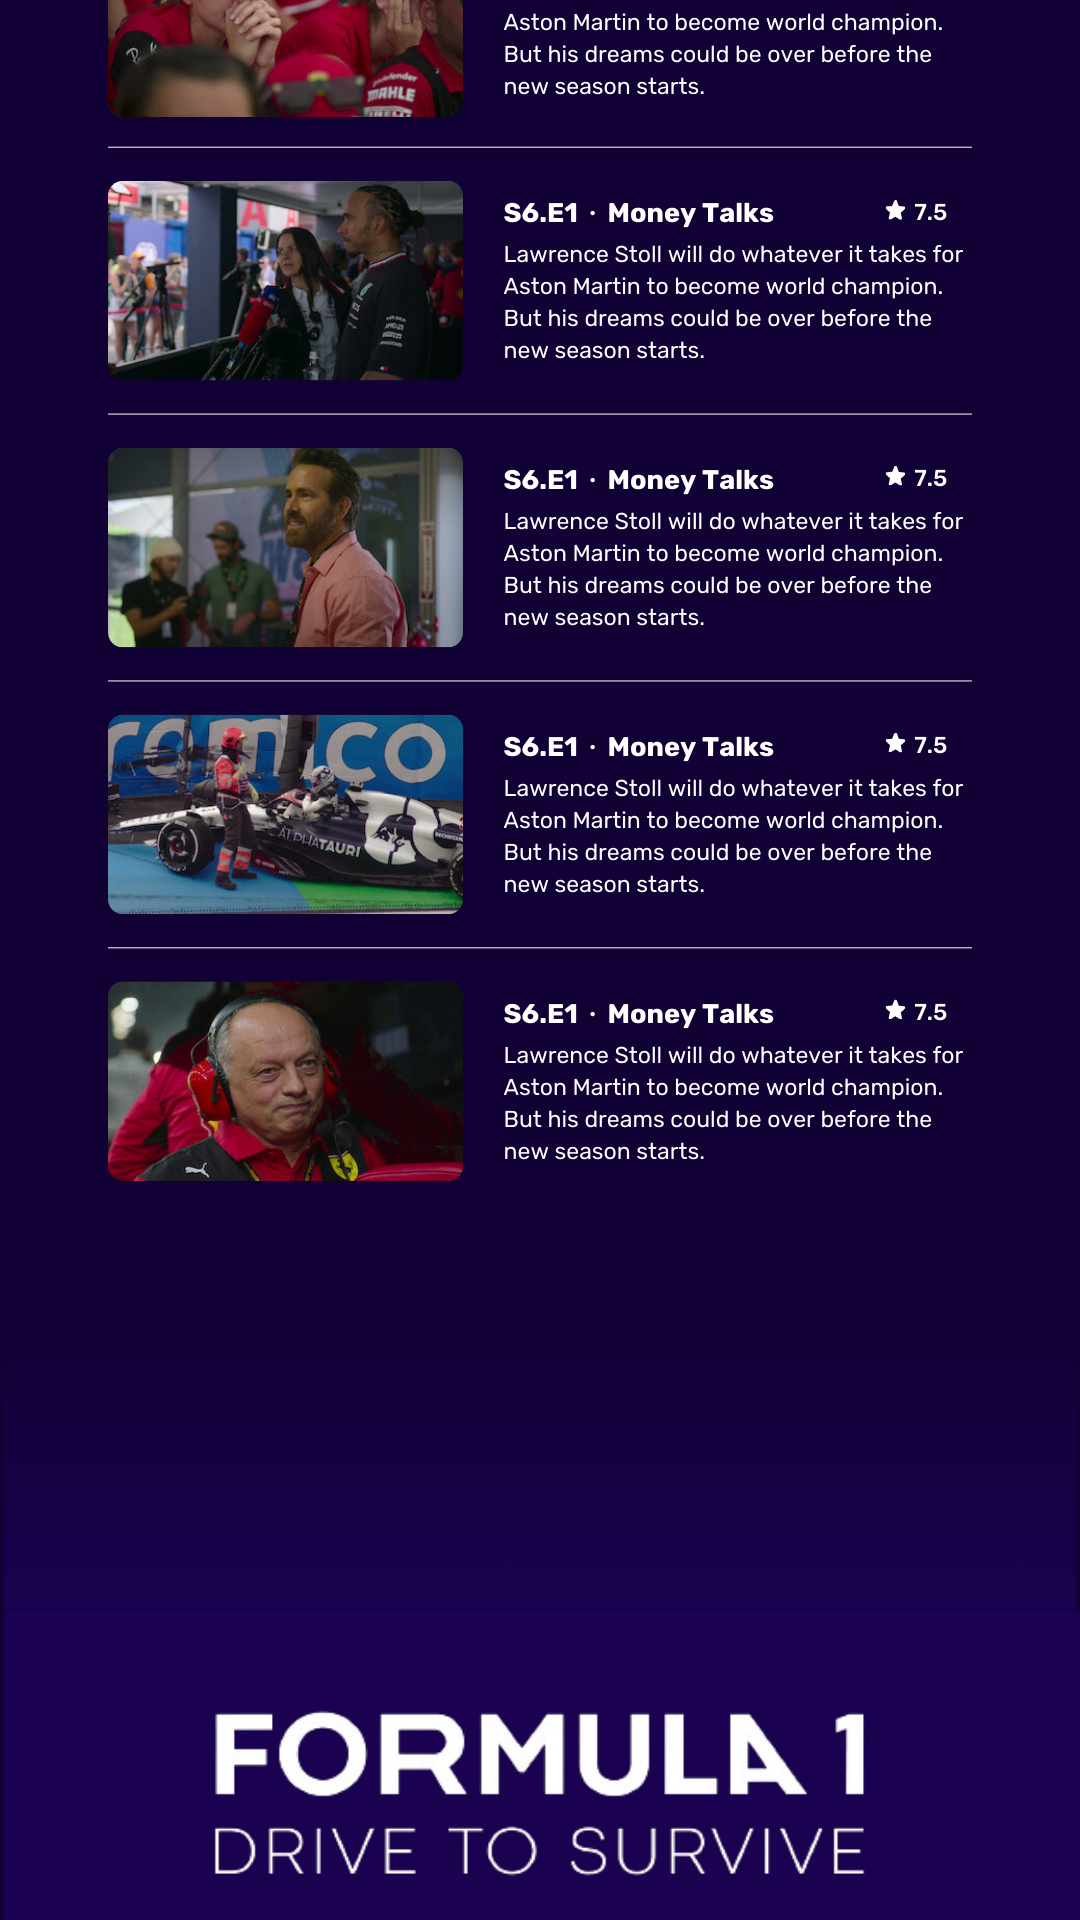 Aston Martin to become world champion.
But his dreams could be over before the
new season starts.
MAHLE
S6.E1 · Money Talks
7.5
Lawrence Stoll will do whatever it takes for
Aston Martin to become world champion.
But his dreams could be over before the
new season starts.
S6.E1 · Money Talks
7.5
Lawrence Stoll will do whatever it takes for
Aston Martin to become world champion.
But his dreams could be over before the
new season starts.
S6.E1 · Money Talks
7.5
Lawrence Stoll will do whatever it takes for
Aston Martin to become world champion.
But his dreams could be over before the
new season starts.
ramco
ALPHATAURI
S6.E1 · Money Talks
7.5
Lawrence Stoll will do whatever it takes for
Aston Martin to become world champion.
But his dreams could be over before the
new season starts.
FORMULA 1
DRIVE TO SURVIVE